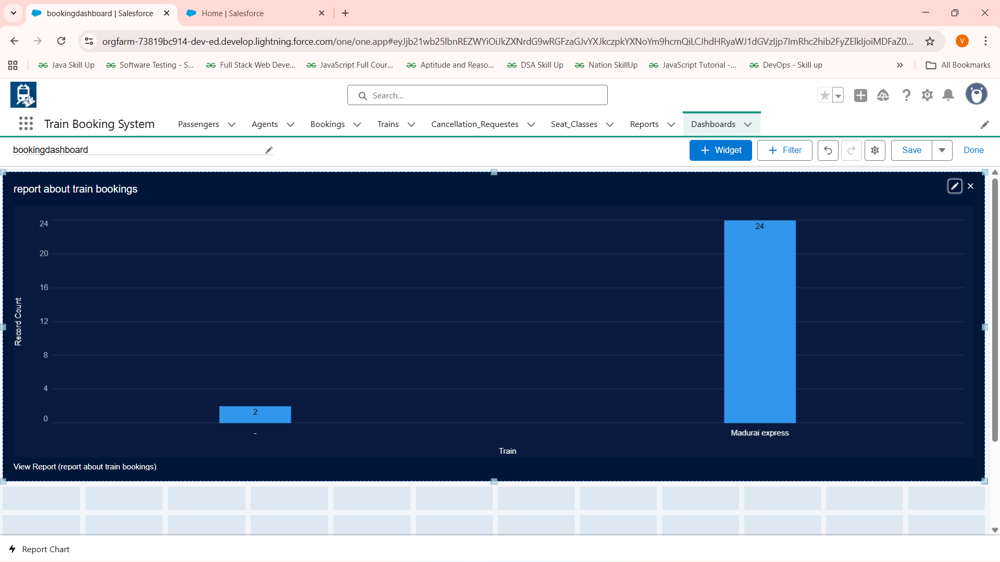 bookingdashboard | Salesforce
Home | Salesforce
orgfarm-73819bc914-dev-ed.develop.lightning.force.com/one/one.app#eyJjb21wb25lbnREZWYiOiJkZXNrdG9wRGFzaGJvYXJkczpkYXNoYm9hcmQiLCJhdHRyaWJ1dGVzIjp7ImRhc2hib2FyZElkIjoiMDFaZ0...
V
Java Skill Up
Software Testing - S...
Full Stack Web Deve...
JavaScript Full Cour...
Aptitude and Reaso...
DSA Skill Up
Nation SkillUp
JavaScript Tutorial -...
DevOps - Skill up
All Bookmarks
Search...
Train Booking System
Passengers
Agents
Bookings
Trains
Cancellation_Requestes
Seat_Classes
Reports
Dashboards
bookingdashboard
Widget
Filter
Save
Done
report about train bookings
24
20
16
12
8
4
0
Record Count
2
24
-
Madurai express
Train
View Report (report about train bookings)
Report Chart